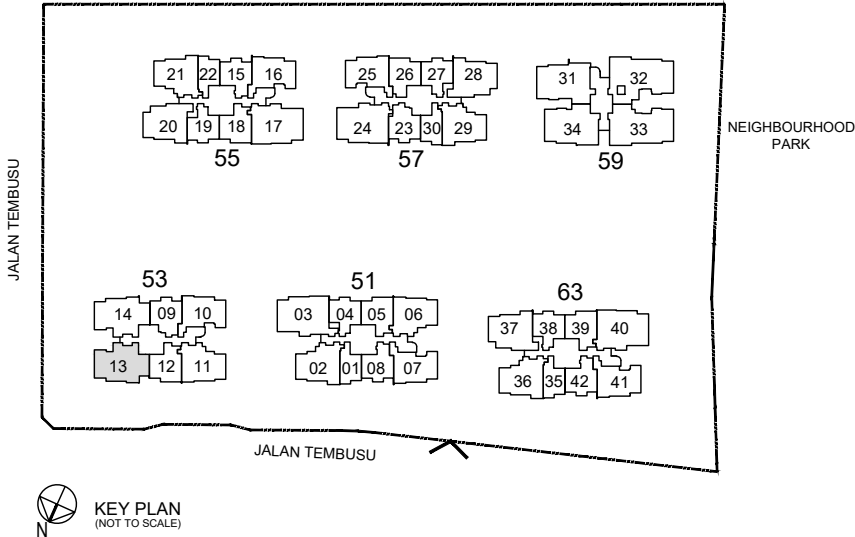 21 22 15 16
20 19 18 17
55
25 26 27 28
24 23 30 29
57
31 32
34 33
59
NEIGHBOURHOOD
PARK
JALAN TEMBUSU
53
14 09 10
13 12 11
51
03 04 05 06
02 01 08 07
63
37 38 39 40
36 35 42 41
JALAN TEMBUSU
N
KEY PLAN
(NOT TO SCALE)